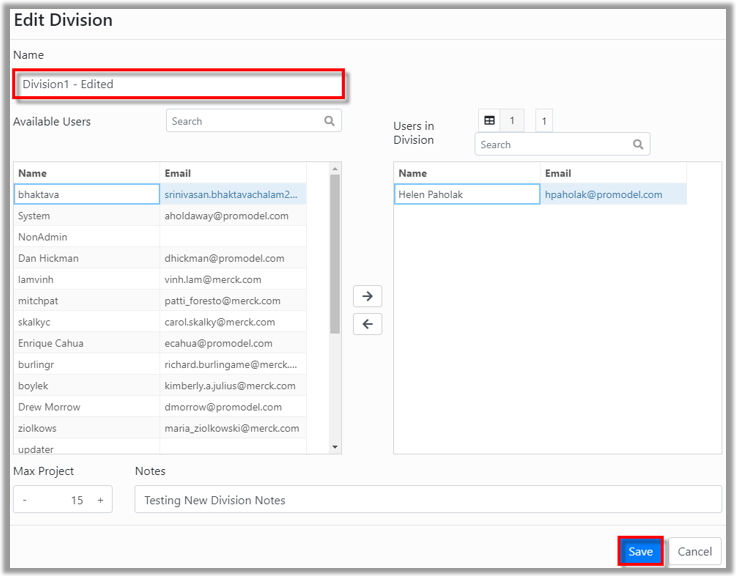 Edit Division
Name
Division1 - Edited
Available Users
Search
Users in
Division
1
1
Search
Name Email
bhaktava srinivasan.bhaktavachalam2...
System aholdaway@promodel.com
NonAdmin
Dan Hickman dhickman@promodel.com
lamvinh vinh.lam@merck.com
mitchpat patti_foresto@merck.com
skalkyc carol.skalky@merck.com
Enrique Cahua ecahua@promodel.com
burlingr richard.burlingame@merck....
boylek kimberly.a.julius@merck.com
Drew Morrow dmorrow@promodel.com
ziolkows maria_ziolkowski@merck.com
updater
Name Email
Helen Paholak hpaholak@promodel.com
Max Project
- 15 +
Notes
Testing New Division Notes
Save Cancel